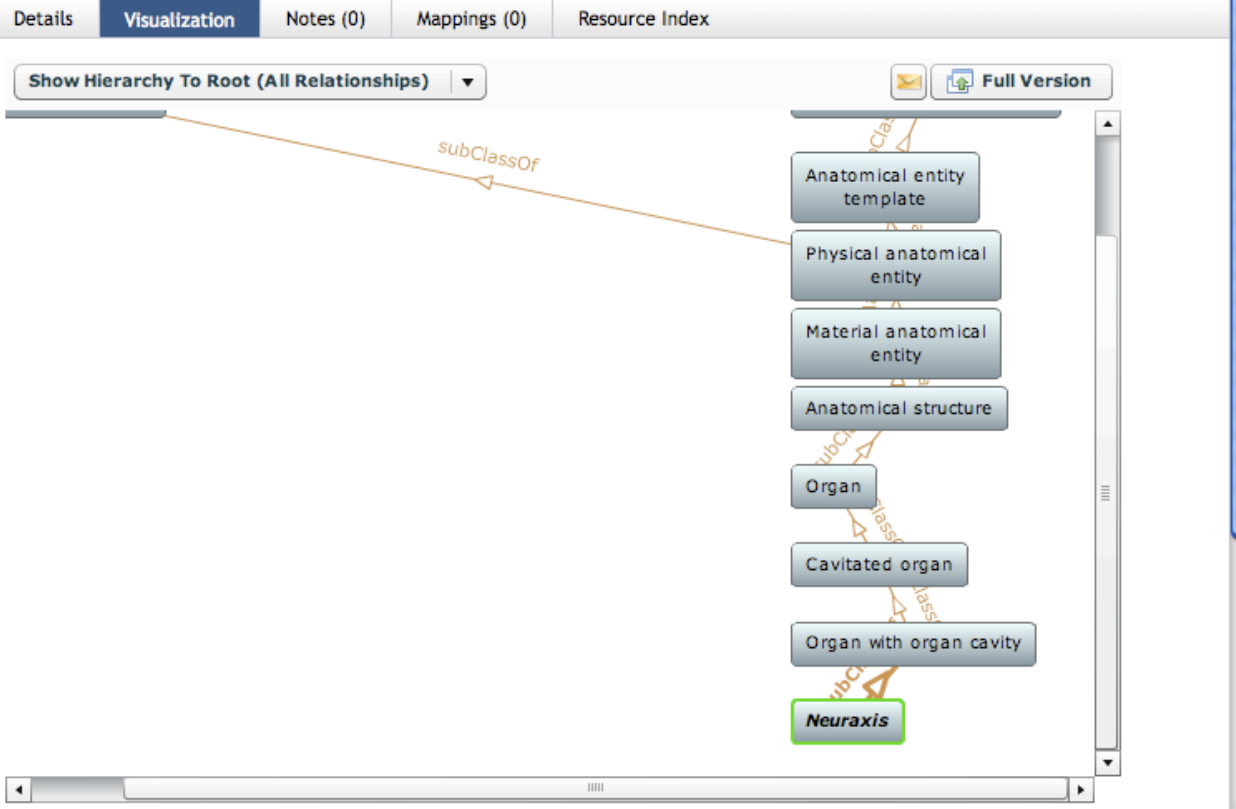 Details Visualization Notes (0) Mappings (0) Resource Index
Show Hierarchy To Root (All Relationships) Full Version
subClassOf
Anatomical entity
template
Physical anatomical
entity
Material anatomical
entity
Anatomical structure
Organ
Cavitated organ
Organ with organ cavity
Neuraxis